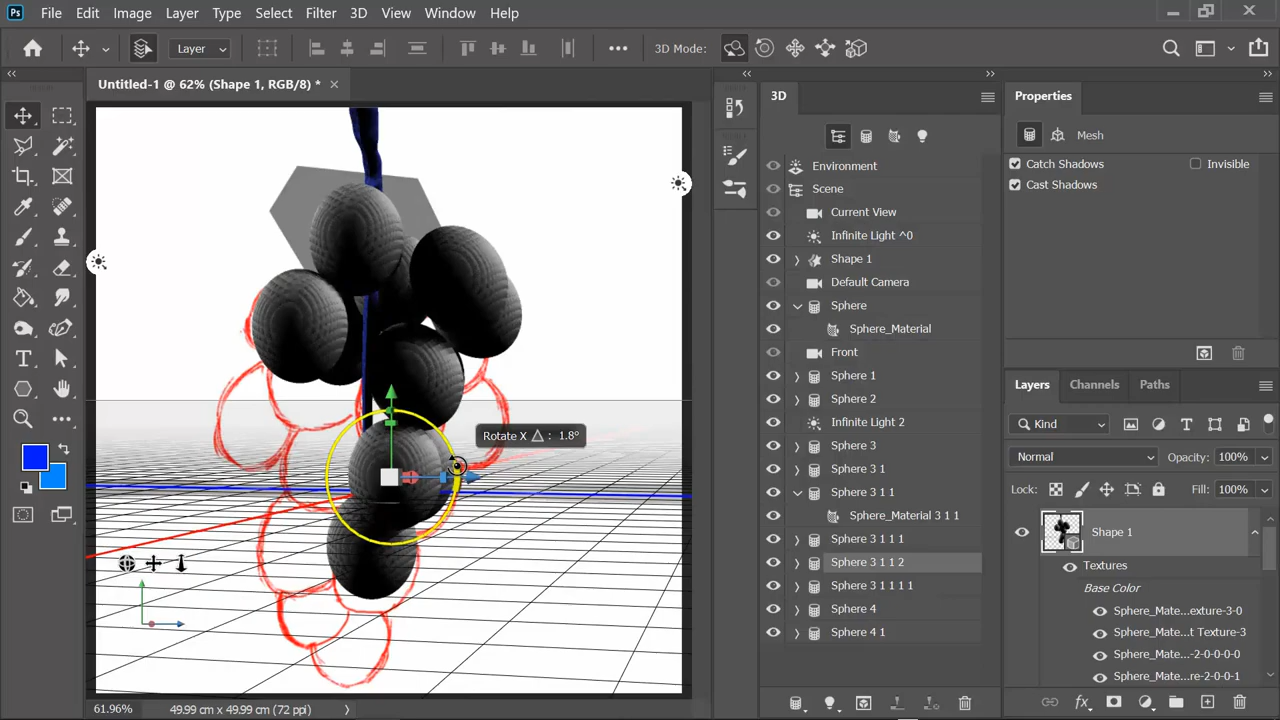 Ps File Edit Image Layer Type Select Filter 3D View Window Help
Layer 3D Mode:
Untitled-1 @ 62% (Shape 1, RGB/8) *
3D
Properties
Mesh
Environment
Catch Shadows Invisible
Scene
Cast Shadows
Current View
Infinite Light ^0
Shape 1
Default Camera
Sphere
Sphere_Material
Front
Sphere 1
Layers Channels Paths
Sphere 2
Infinite Light 2
Kind
Rotate X △ : 1.8°
Sphere 3
Normal Opacity: 100%
Sphere 3 1
Sphere 3 1 1
Lock: Fill: 100%
Sphere_Material 3 1 1
Sphere 3 1 1 1
Shape 1
Sphere 3 1 1 2
Textures
Sphere 3 1 1 1 1
Base Color
Sphere 4
Sphere_Mate...exture-3-0
Sphere 4 1
Sphere_Mate...t Texture-3
Sphere_Mate...-2-0-0-0-0
Sphere_Mate...re-2-0-0-1
61.96% 49.99 cm x 49.99 cm (72 ppi)
fx